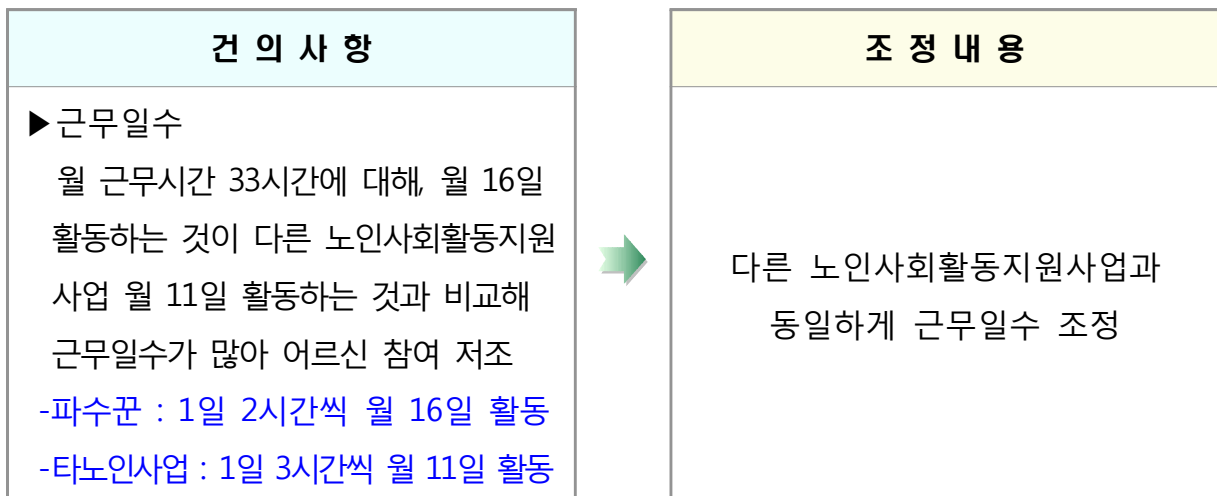 건 의 사 항
▶근무일수
월 근무시간 33시간에 대해, 월 16일
활동하는 것이 다른 노인사회활동지원
사업 월 11일 활동하는 것과 비교해
근무일수가 많아 어르신 참여 저조
-파수꾼 : 1일 2시간씩 월 16일 활동
-타노인사업 : 1일 3시간씩 월 11일 활동
조 정 내 용
다른 노인사회활동지원사업과
동일하게 근무일수 조정